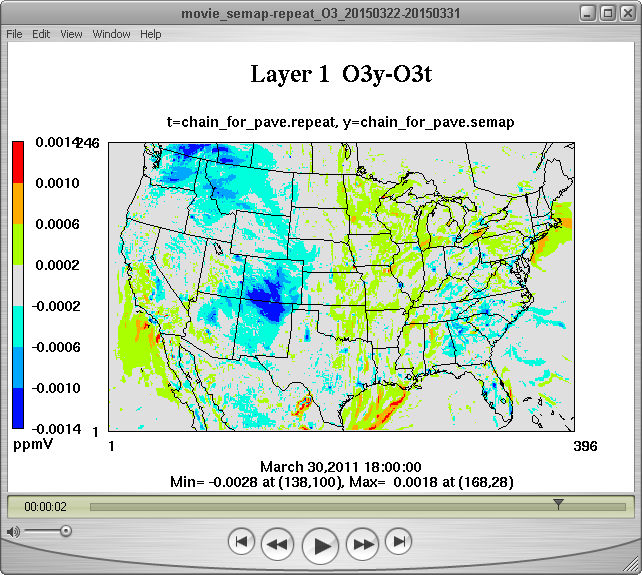 movie_semap-repeat_O3_20150322-20150331
File Edit View Window Help
Layer 1 O3y-O3t
t=chain_for_pave.repeat, y=chain_for_pave.semap
0.0014
246
0.0010
0.0006
0.0002
-0.0002
-0.0006
-0.0010
-0.0014
1
ppmV
1
396
March 30,2011 18:00:00
Min= -0.0028 at (138,100), Max= 0.0018 at (168,28)
00:00:02